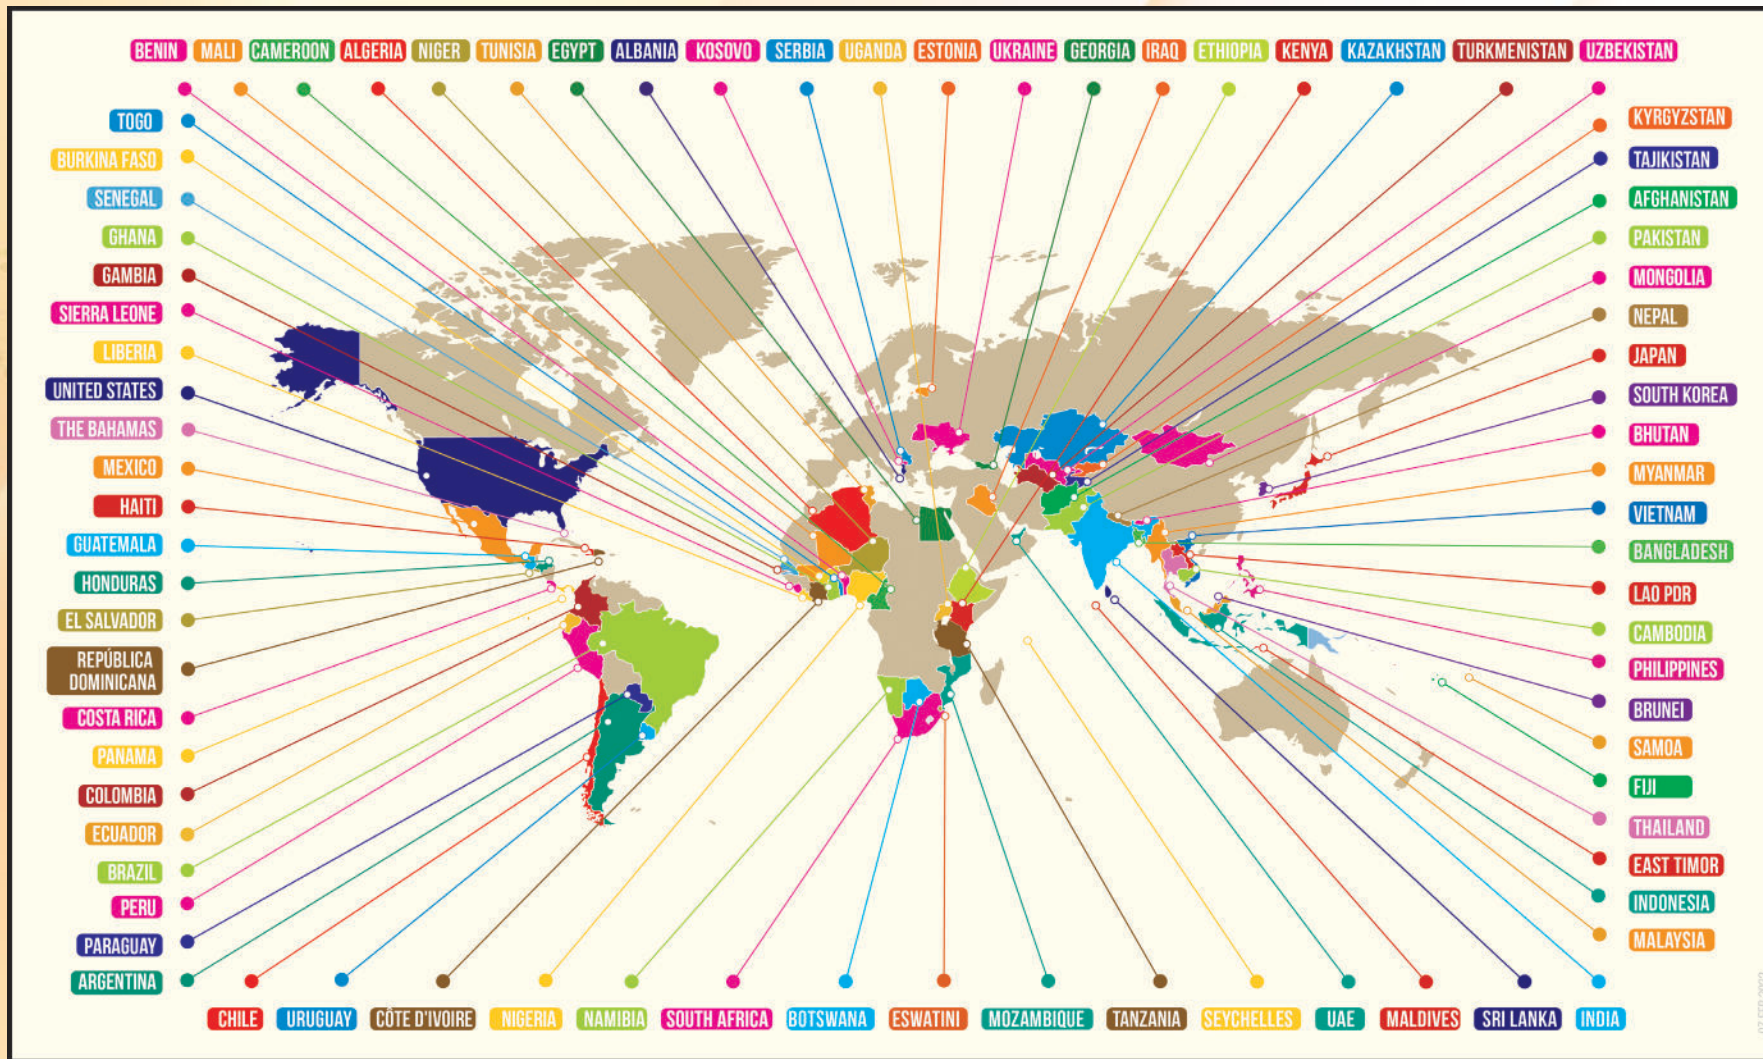 BENIN
MALI
CAMEROON
ALGERIA
NIGER
TUNISIA
EGYPT
ALBANIA
KOSOVO
SERBIA
UGANDA
ESTONIA
UKRAINE
GEORGIA
IRAQ
ETHIOPIA
KENYA
KAZAKHSTAN
TURKMENISTAN
UZBEKISTAN
TOGO
BURKINA FASO
SENEGAL
GHANA
GAMBIA
SIERRA LEONE
LIBERIA
UNITED STATES
THE BAHAMAS
MEXICO
HAITI
GUATEMALA
HONDURAS
EL SALVADOR
REPÚBLICA
DOMINICANA
COSTA RICA
PANAMA
COLOMBIA
ECUADOR
BRAZIL
PERU
PARAGUAY
ARGENTINA
KYRGYZSTAN
TAJIKISTAN
AFGHANISTAN
PAKISTAN
MONGOLIA
NEPAL
JAPAN
SOUTH KOREA
BHUTAN
MYANMAR
VIETNAM
BANGLADESH
LAO PDR
CAMBODIA
PHILIPPINES
BRUNEI
SAMOA
FIJI
THAILAND
EAST TIMOR
INDONESIA
MALAYSIA
CHILE
URUGUAY
CÔTE D'IVOIRE
NIGERIA
NAMIBIA
SOUTH AFRICA
BOTSWANA
ESWATINI
MOZAMBIQUE
TANZANIA
SEYCHELLES
UAE
MALDIVES
SRI LANKA
INDIA